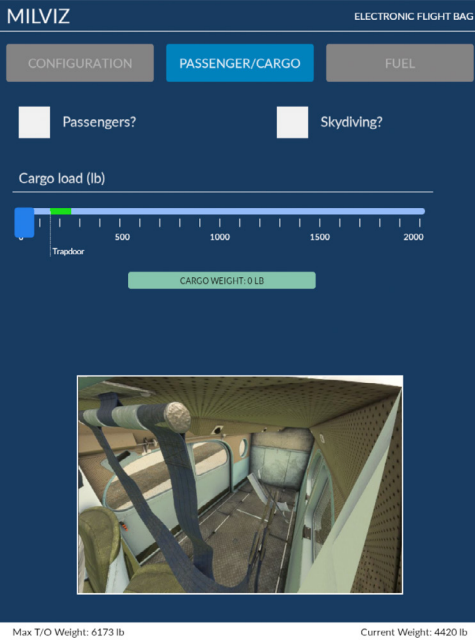 MILVIZ
ELECTRONIC FLIGHT BAG
CONFIGURATION PASSENGER/CARGO FUEL
Passengers? Skydiving?
Cargo load (lb)
500 1000 1500 2000
Trapdoor
CARGO WEIGHT: 0 LB
Max T/O Weight: 6173 lb Current Weight: 4420 lb